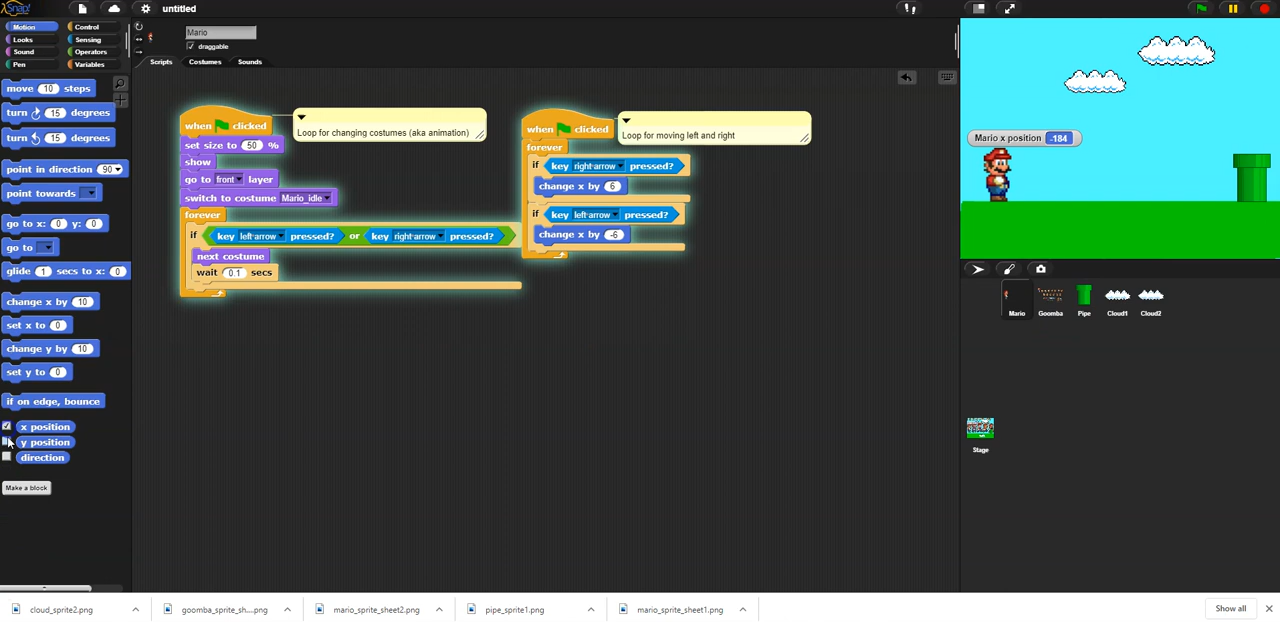 Snap!
untitled
Motion
Control
Looks
Sensing
Sound
Operators
Pen
Variables
move 10 steps
turn 15 degrees
turn 15 degrees
point in direction 90
point towards
go to x: 0 y: 0
go to
glide 1 secs to x: 0
change x by 10
set x to 0
change y by 10
set y to 0
if on edge, bounce
x position
y position
direction
Make a block
Mario
draggable
Scripts
Costumes
Sounds
when clicked
Loop for changing costumes (aka animation)
set size to 50 %
show
go to front layer
switch to costume Mario_idle
forever
if key left arrow pressed? or key right arrow pressed?
next costume
wait 0.1 secs
when clicked
Loop for moving left and right
forever
if key right arrow pressed?
change x by 6
if key left arrow pressed?
change x by -6
Mario x position -184
Mario
Goomba
Pipe
Cloud1
Cloud2
Stage
cloud_sprite2.png
goomba_sprite_sh....png
mario_sprite_sheet2.png
pipe_sprite1.png
mario_sprite_sheet1.png
Show all